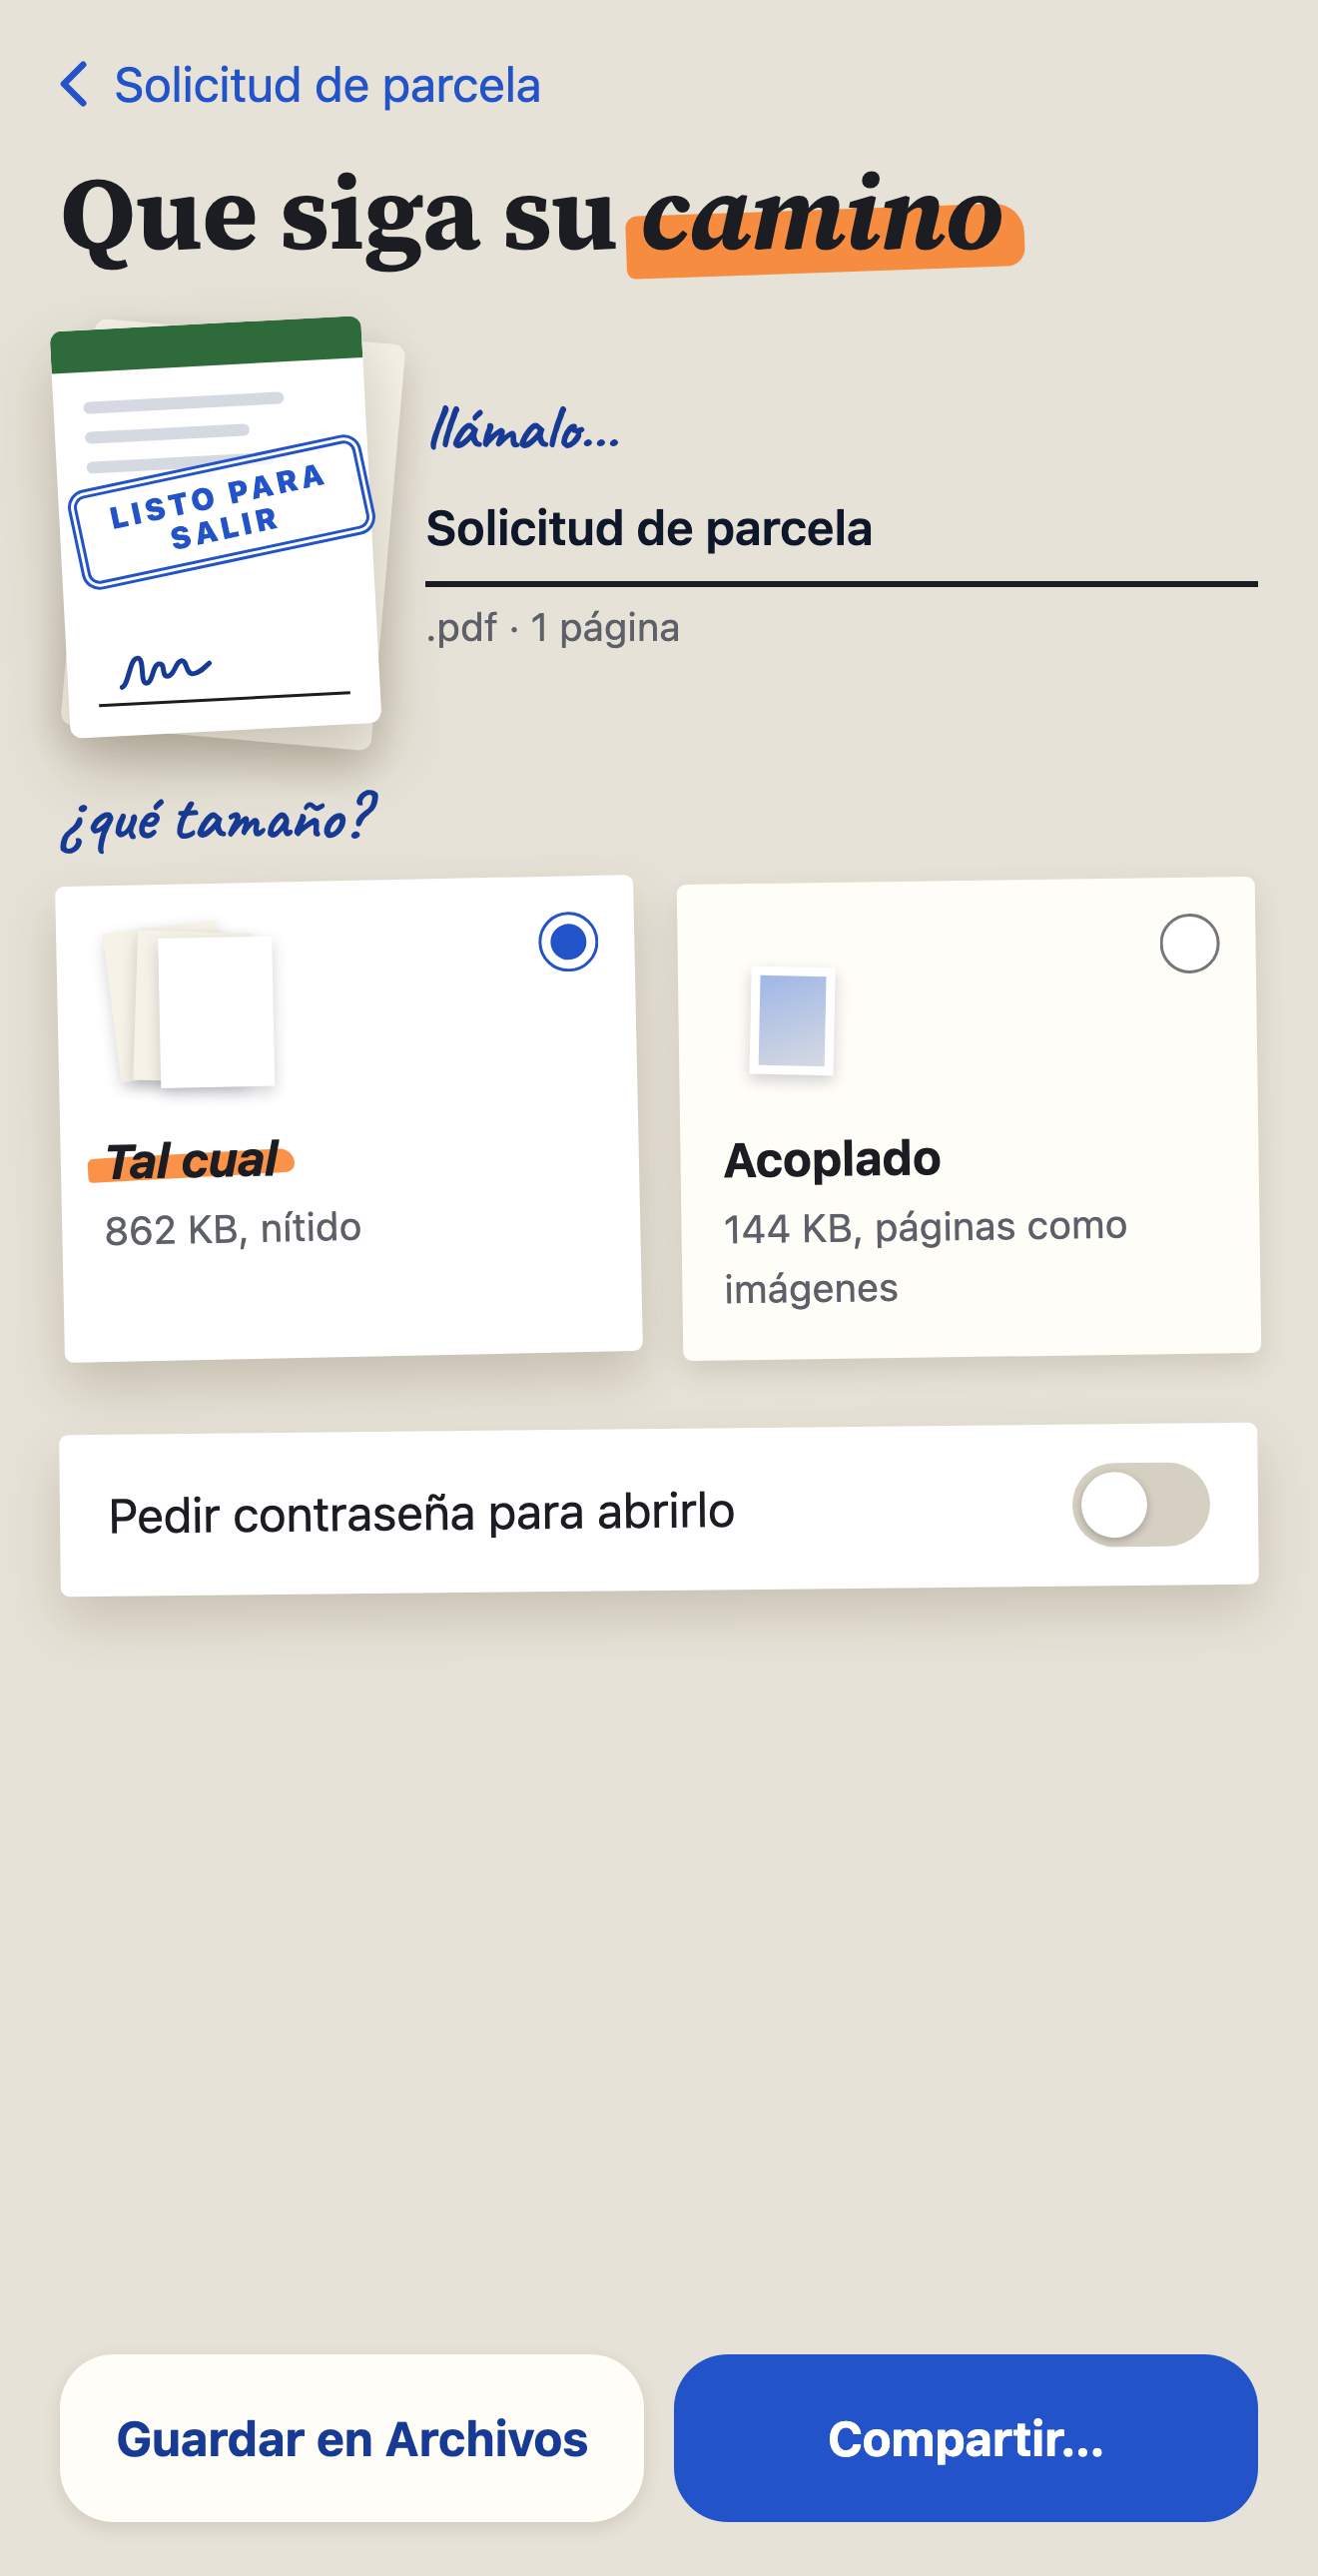 Solicitud de parcela
Que siga su camino
LISTO PARA
SALIR
llámalo...
Solicitud de parcela
.pdf · 1 página
¿qué tamaño?
Tal cual
862 KB, nítido
Acoplado
144 KB, páginas como
imágenes
Pedir contraseña para abrirlo
Guardar en Archivos
Compartir...